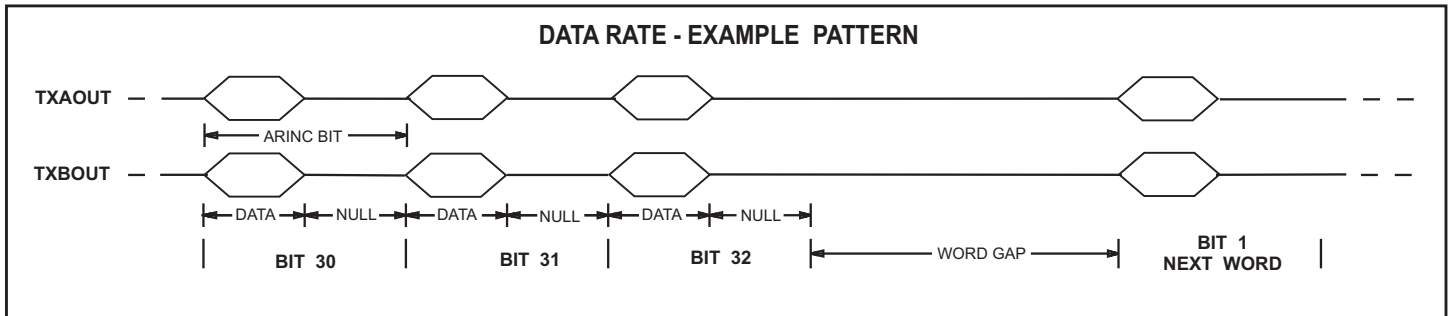 DATA RATE - EXAMPLE PATTERN
TXAOUT
ARINC BIT
TXBOUT
DATA NULL DATA NULL DATA NULL
BIT 30 BIT 31 BIT 32 WORD GAP BIT 1
NEXT WORD